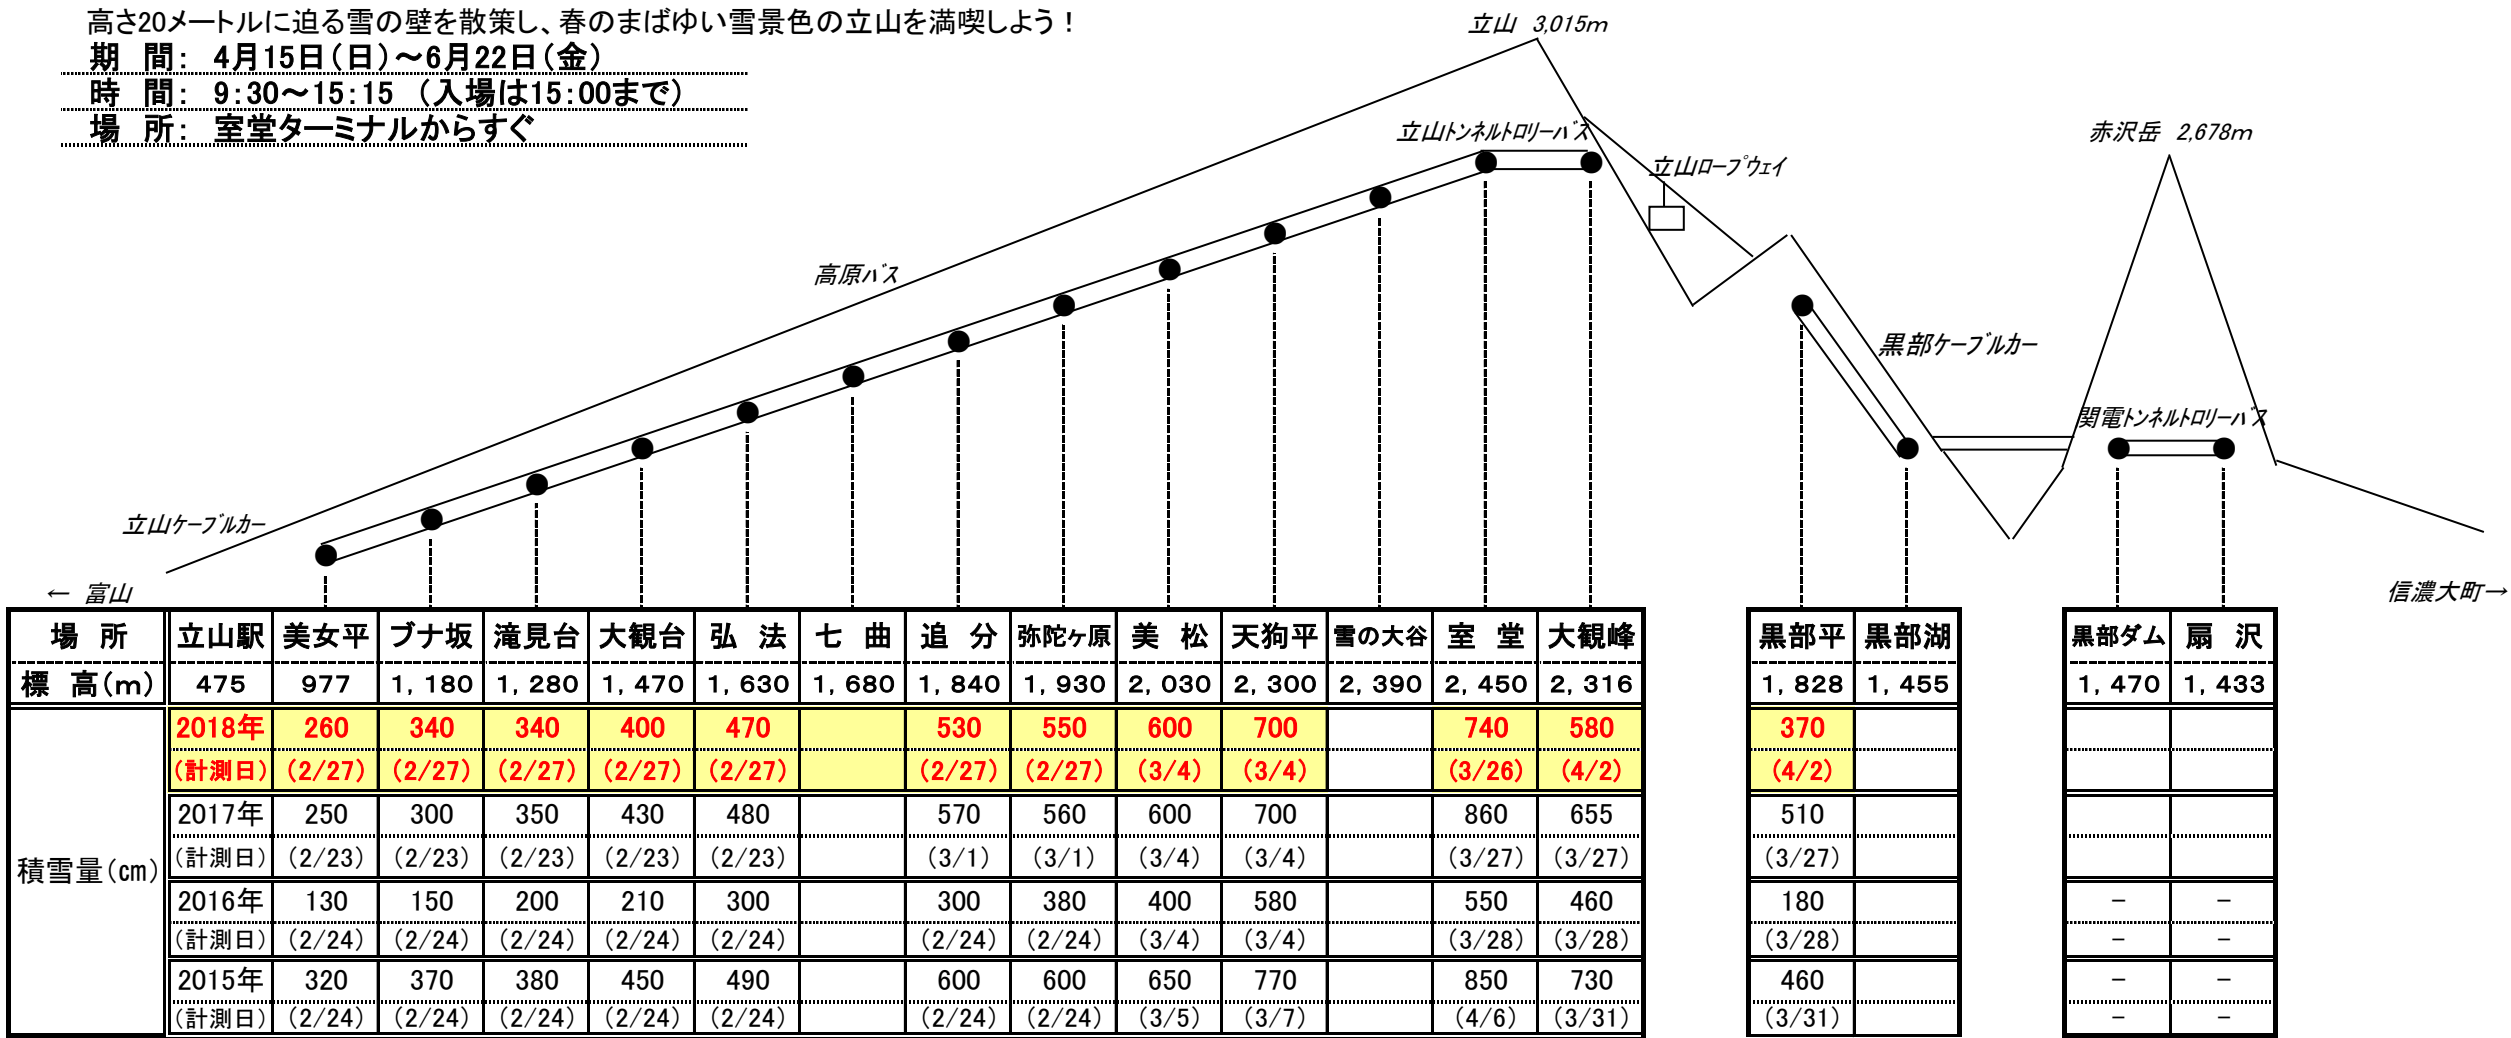 高さ20メートルに迫る雪の壁を散策し、春のまばゆい雪景色の立山を満喫しよう！
期　間： 4月15日（日）～6月22日（金）
時　間： 9：30～15：15 （入場は15：00まで）
場　所： 室堂ターミナルからすぐ
立山 3,015m
立山トンネルトロリーバス
立山ロープウェイ
赤沢岳 2,678m
高原バス
黒部ケーブルカー
関電トンネルトロリーバス
立山ケーブルカー
← 富山
信濃大町→
場　所 立山駅 美女平 ブナ坂 滝見台 大観台 弘　法 七　曲 追　分 弥陀ヶ原 美　松 天狗平 雪の大谷 室　堂 大観峰 黒部平 黒部湖 黒部ダム 扇　沢
標　高（m） 475 977 1,180 1,280 1,470 1,630 1,680 1,840 1,930 2,030 2,300 2,390 2,450 2,316 1,828 1,455 1,470 1,433
積雪量（㎝）
2018年 260 340 340 400 470 530 550 600 700 740 580 370
（計測日） （2/27） （2/27） （2/27） （2/27） （2/27） （2/27） （2/27） （3/4） （3/4） （3/26） （4/2） （4/2）
2017年 250 300 350 430 480 570 560 600 700 860 655 510
（計測日） （2/23） （2/23） （2/23） （2/23） （2/23） （3/1） （3/1） （3/4） （3/4） （3/27） （3/27） （3/27）
2016年 130 150 200 210 300 300 380 400 580 550 460 180 － －
（計測日） （2/24） （2/24） （2/24） （2/24） （2/24） （2/24） （2/24） （3/4） （3/4） （3/28） （3/28） （3/28） － －
2015年 320 370 380 450 490 600 600 650 770 850 730 460 － －
（計測日） （2/24） （2/24） （2/24） （2/24） （2/24） （2/24） （2/24） （3/5） （3/7） （4/6） （3/31） （3/31） － －